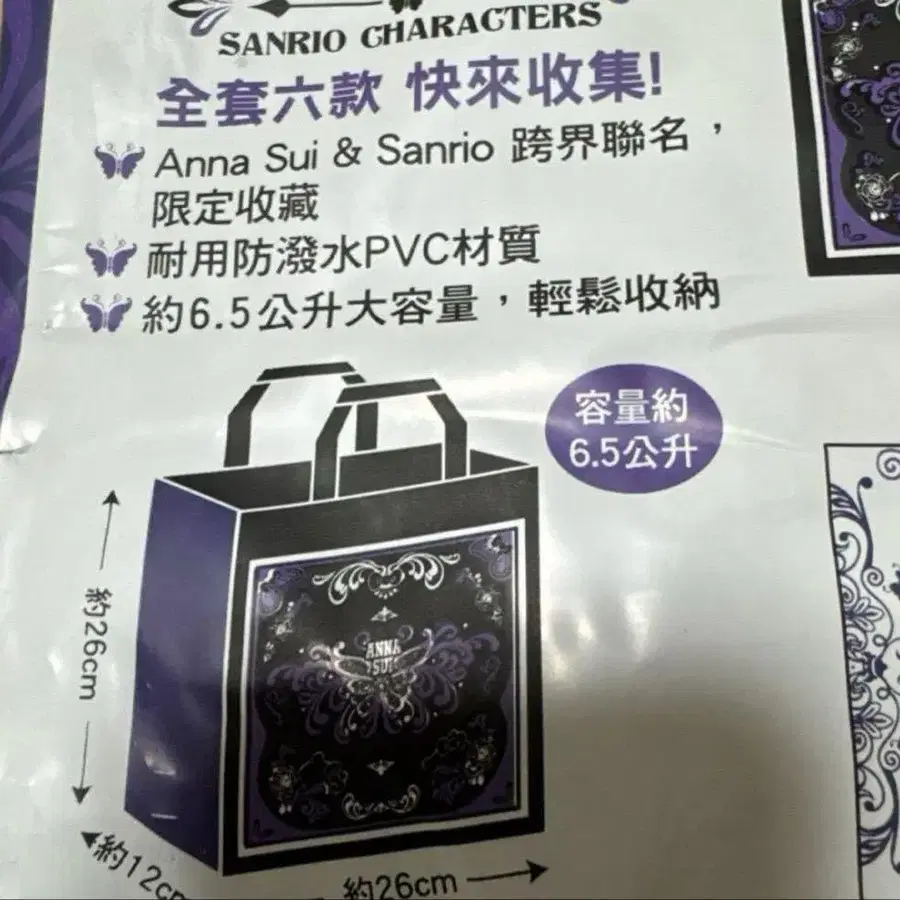 SANRIO CHARACTERS
全套六款 快來收集!
Anna Sui & Sanrio 跨界聯名，
限定收藏
耐用防潑水PVC材質
約6.5公升大容量，輕鬆收納
容量約
6.5公升
ANNA
SUI
約26cm
約12cm
約26cm